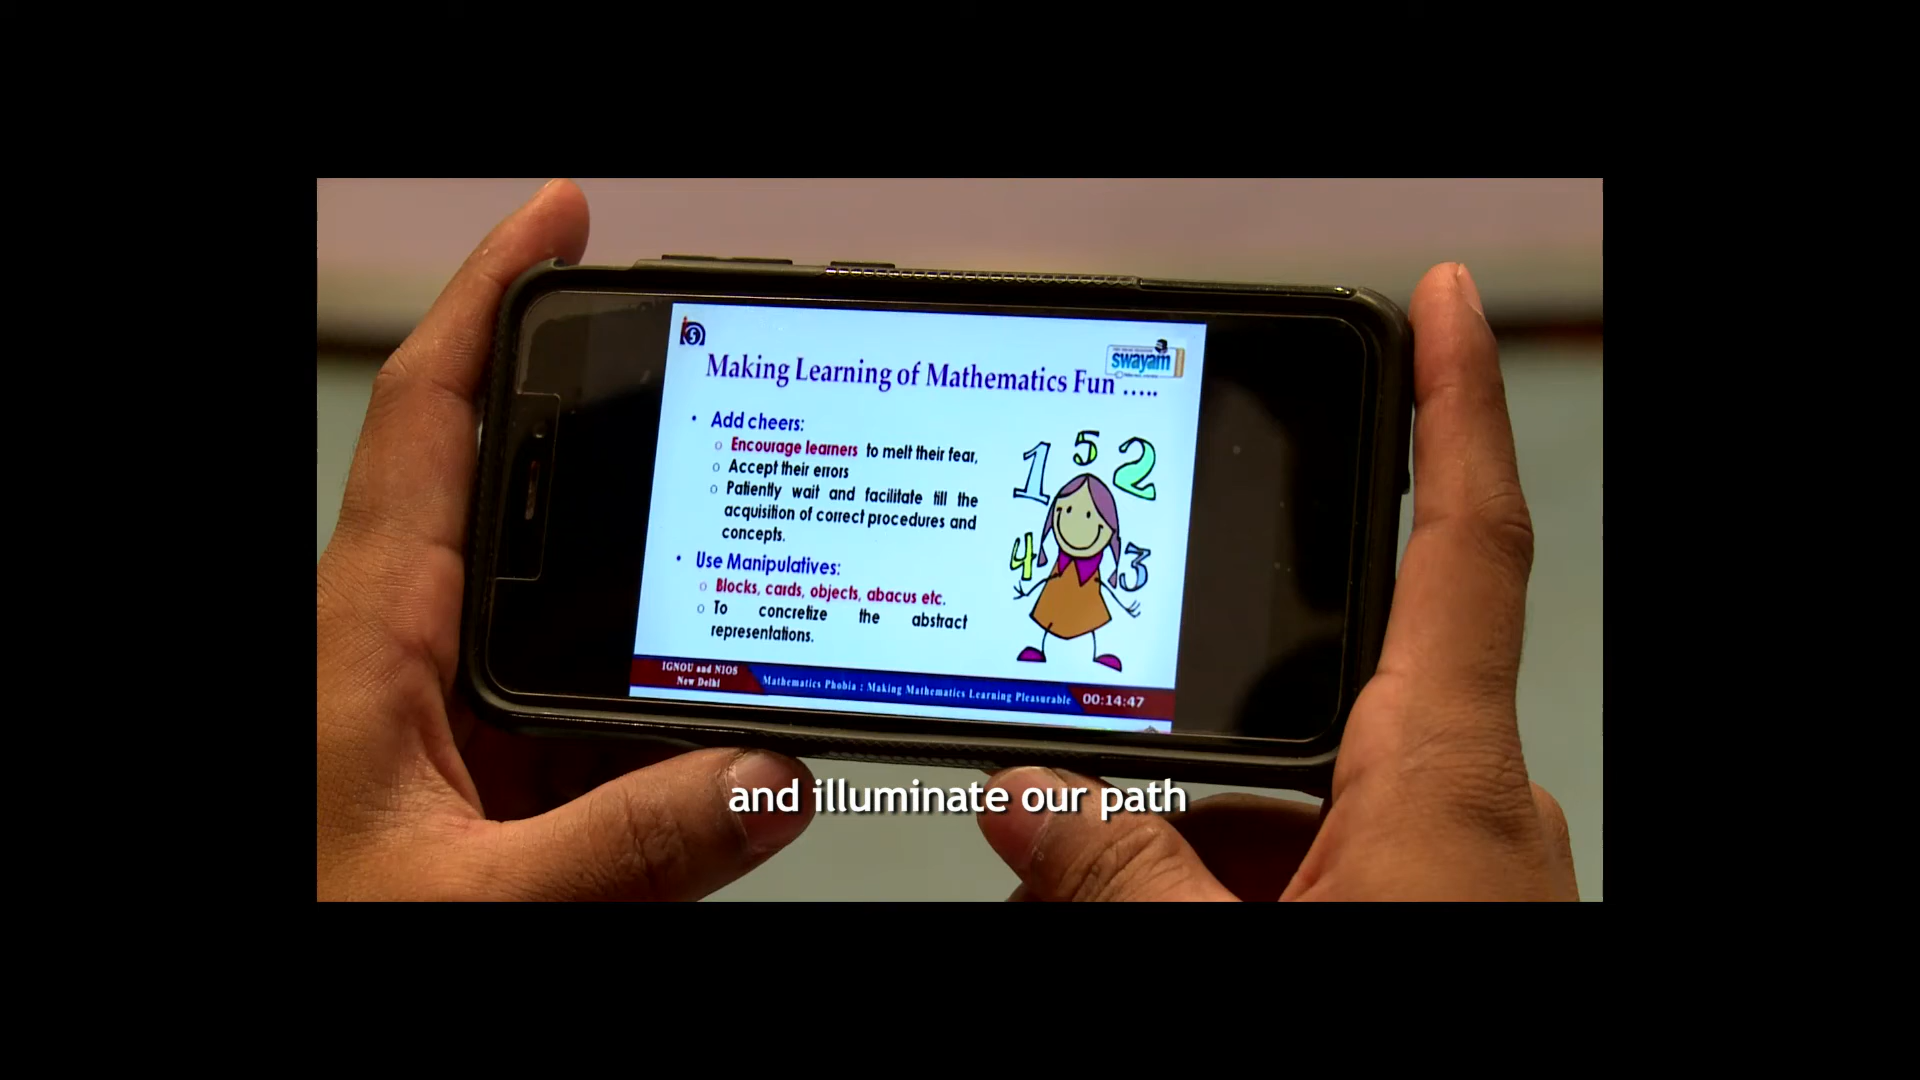 swayam
Making Learning of Mathematics Fun .....
• Add cheers:
o Encourage learners to melt their fear,
o Accept their errors
o Patiently wait and facilitate till the
acquisition of correct procedures and
concepts.
• Use Manipulatives:
o Blocks, cards, objects, abacus etc.
o To concretize the abstract
representations.
1 5 2
4 3
IGNOU and NIOS
New Delhi
Mathematics Phobia : Making Mathematics Learning Pleasurable
00:14:47
and illuminate our path